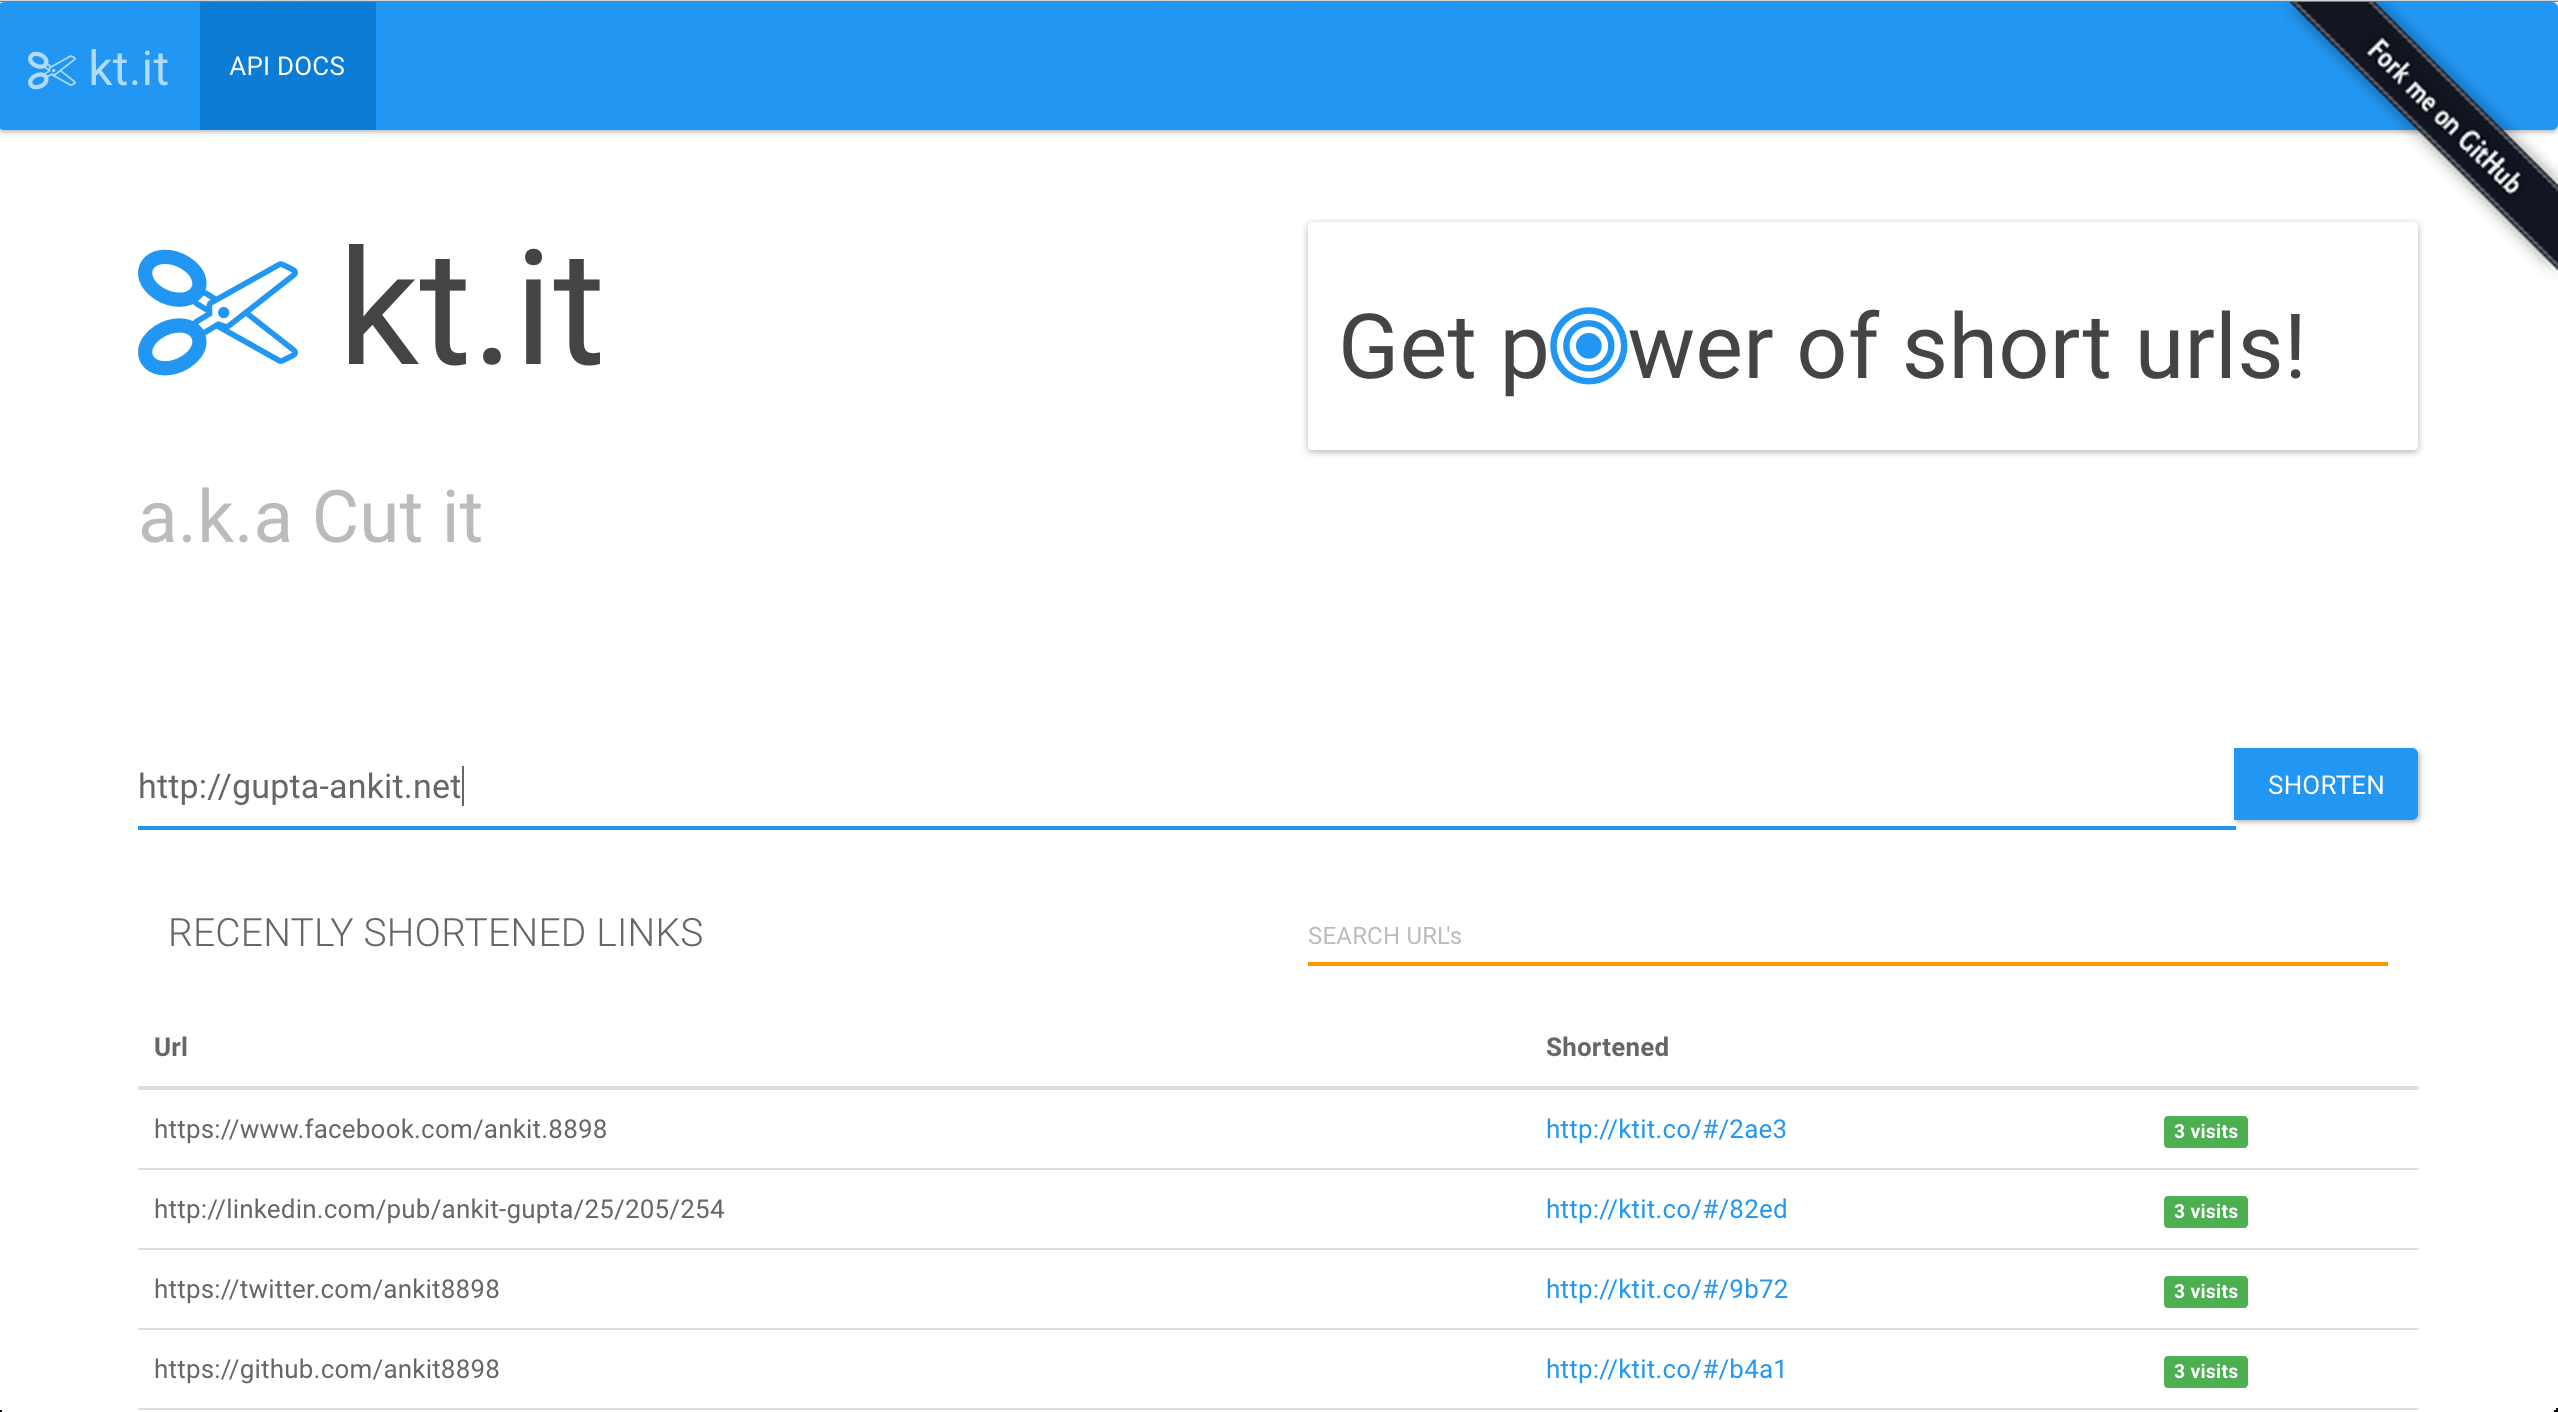 kt.it API DOCS
Fork me on GitHub
kt.it
a.k.a Cut it
Get power of short urls!
http://gupta-ankit.net SHORTEN
RECENTLY SHORTENED LINKS SEARCH URL's
Url Shortened
https://www.facebook.com/ankit.8898 http://ktit.co/#/2ae3 3 visits
http://linkedin.com/pub/ankit-gupta/25/205/254 http://ktit.co/#/82ed 3 visits
https://twitter.com/ankit8898 http://ktit.co/#/9b72 3 visits
https://github.com/ankit8898 http://ktit.co/#/b4a1 3 visits